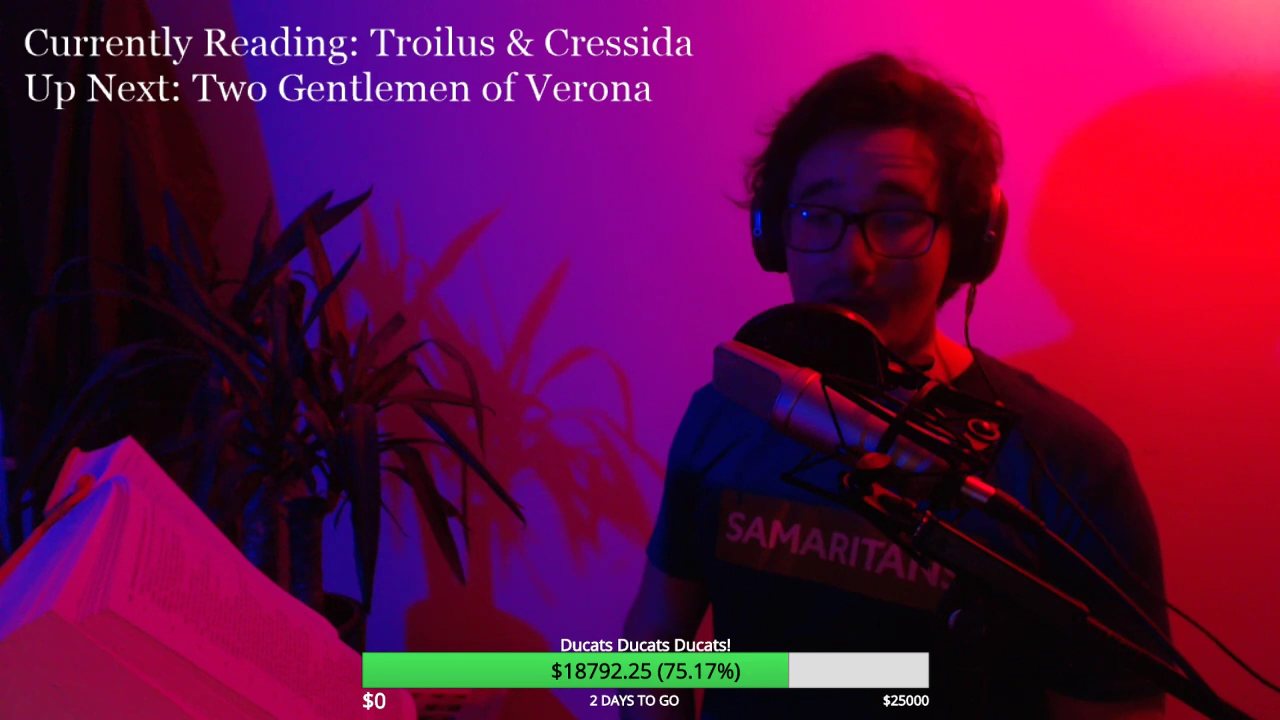 Currently Reading: Troilus & Cressida
Up Next: Two Gentlemen of Verona
SAMARITANS
Ducats Ducats Ducats!
$18792.25 (75.17%)
$0
2 DAYS TO GO
$25000